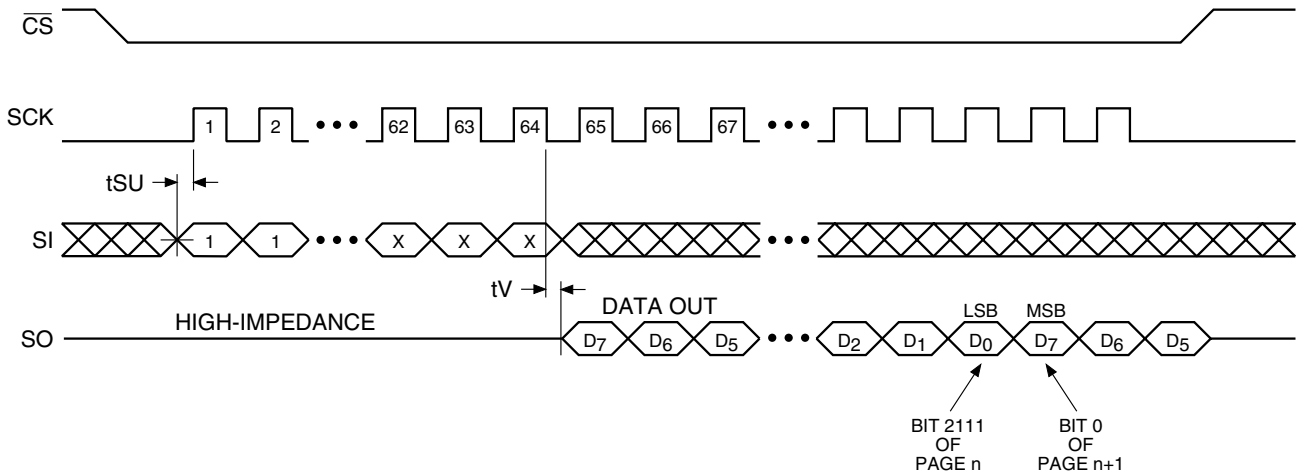 CS
SCK 1 2 ••• 62 63 64 65 66 67 •••
tSU
SI 1 1 ••• X X X •••
tV
HIGH-IMPEDANCE DATA OUT LSB MSB
SO D7 D6 D5 ••• D2 D1 D0 D7 D6 D5
BIT 2111
OF
PAGE n
BIT 0
OF
PAGE n+1